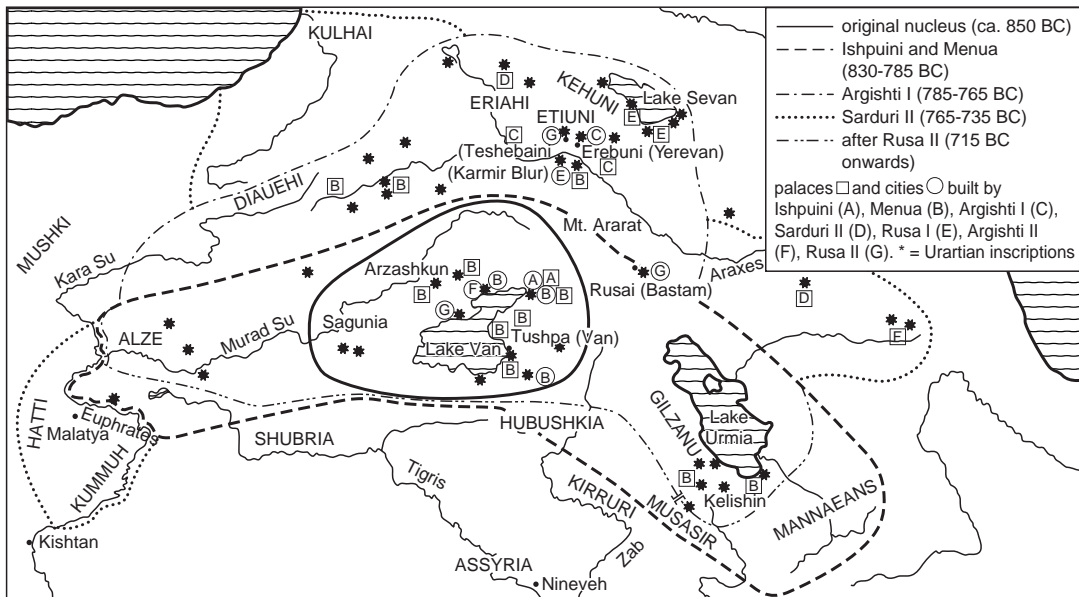 KULHAI
D
ERIAHI
KEHUNI
Lake Sevan
E
ETIUNI
C
G
C
E
(Teshebaini)
Erebuni (Yerevan)
(Karmir Blur)
E
B
C
DIAUEHI
B
B
MUSHKI
Kara Su
Mt. Ararat
Araxes
Arzashkun
B
B
A
A
G
Rusai (Bastam)
B
F
B
B
D
G
Sagunia
B
B
Tushpa (Van)
ALZE
Murad Su
Lake Van
B
B
F
HATTI
Euphrates
Malatya
KUMMUH
SHUBRIA
HUBUSHKIA
GILZANU
Lake
Urmia
Tigris
B
B
Kelishin
KIRRURI
MUSASIR
MANNAEANS
Kishtan
Zab
ASSYRIA
Nineveh
original nucleus (ca. 850 BC)
Ishpuini and Menua
(830-785 BC)
Argishti I (785-765 BC)
Sarduri II (765-735 BC)
after Rusa II (715 BC
onwards)
palaces and cities built by
Ishpuini (A), Menua (B), Argishti I (C),
Sarduri II (D), Rusa I (E), Argishti II
(F), Rusa II (G). * = Urartian inscriptions